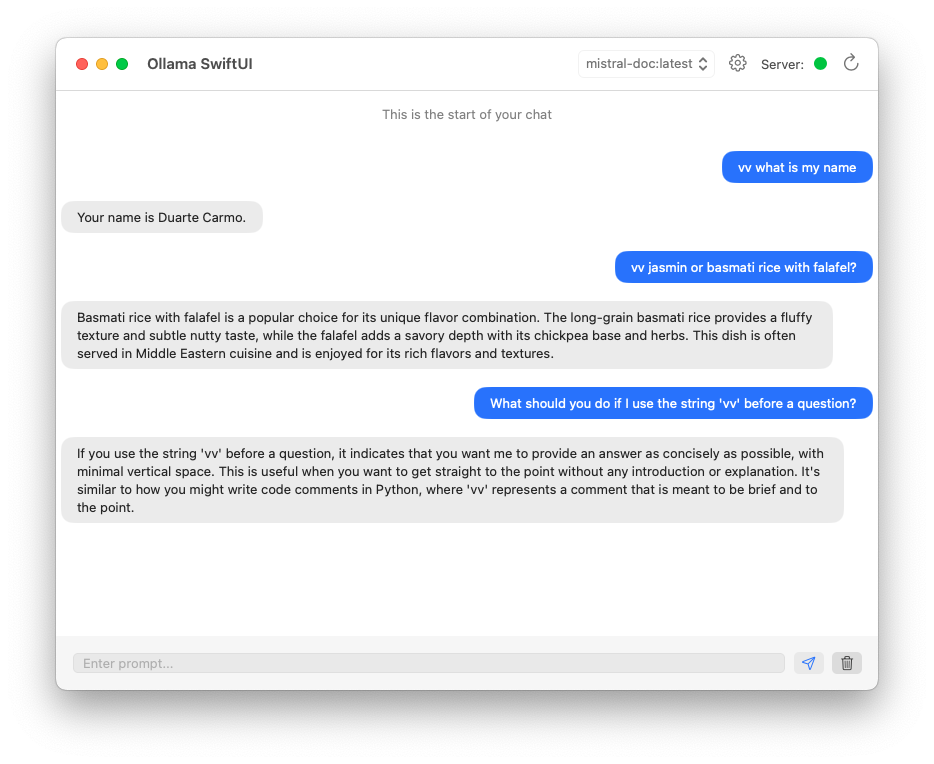 Ollama SwiftUI
mistral-doc:latest
Server:
This is the start of your chat
vv what is my name
Your name is Duarte Carmo.
vv jasmin or basmati rice with falafel?
Basmati rice with falafel is a popular choice for its unique flavor combination. The long-grain basmati rice provides a fluffy
texture and subtle nutty taste, while the falafel adds a savory depth with its chickpea base and herbs. This dish is often
served in Middle Eastern cuisine and is enjoyed for its rich flavors and textures.
What should you do if I use the string 'vv' before a question?
If you use the string 'vv' before a question, it indicates that you want me to provide an answer as concisely as possible, with
minimal vertical space. This is useful when you want to get straight to the point without any introduction or explanation. It's
similar to how you might write code comments in Python, where 'vv' represents a comment that is meant to be brief and to
the point.
Enter prompt...